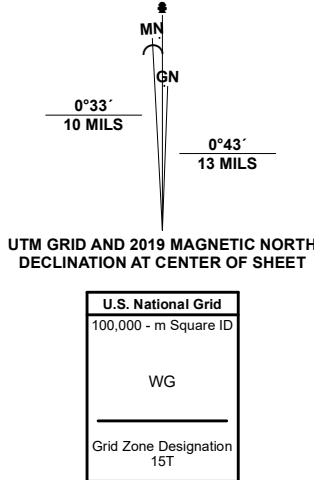 MN
GN
0°33´
10 MILS
0°43´
13 MILS
UTM GRID AND 2019 MAGNETIC NORTH
DECLINATION AT CENTER OF SHEET
U.S. National Grid
100,000 - m Square ID
WG
Grid Zone Designation
15T